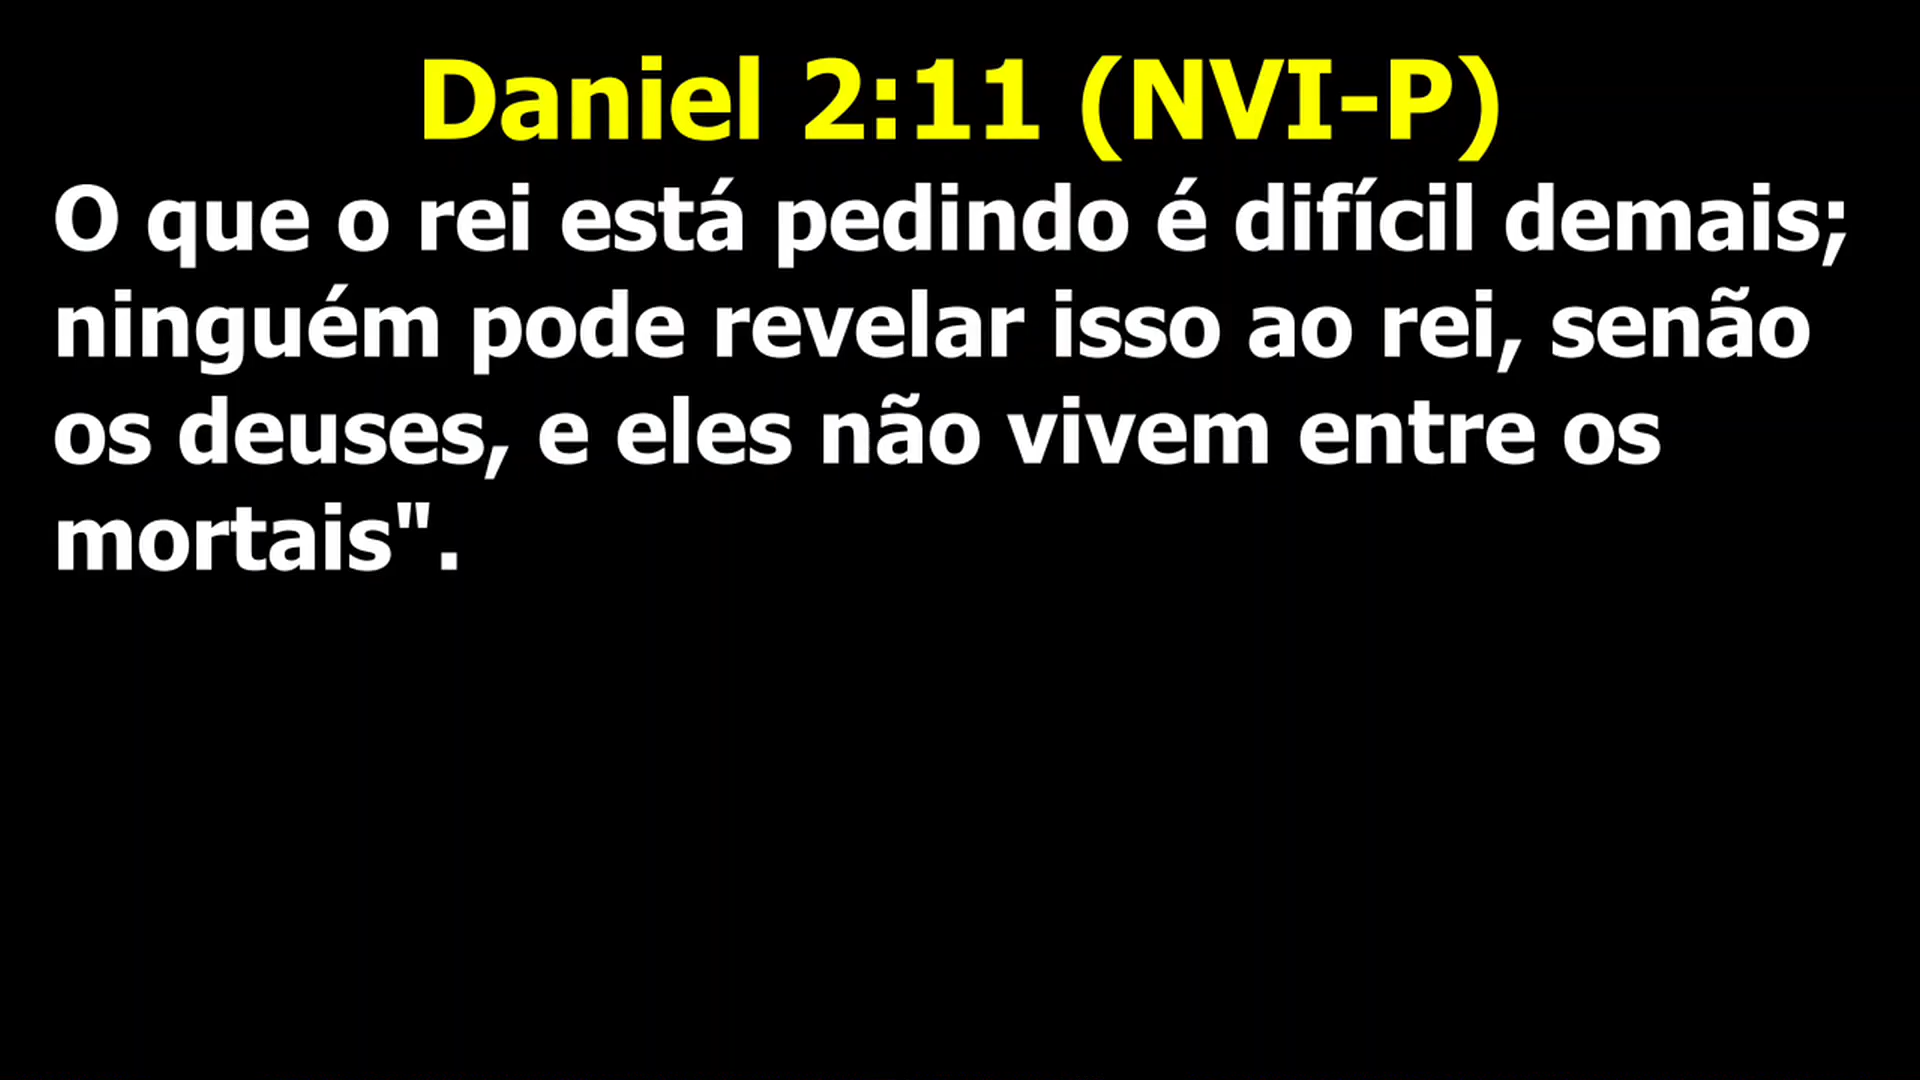 Daniel 2:11 (NVI-P)
O que o rei está pedindo é difícil demais;
ninguém pode revelar isso ao rei, senão
os deuses, e eles não vivem entre os
mortais".